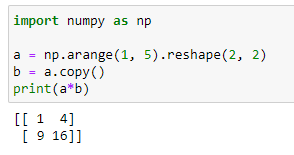 import numpy as np
a = np.arange(1, 5).reshape(2, 2)
b = a.copy()
print(a*b)
[[ 1  4]
 [ 9 16]]